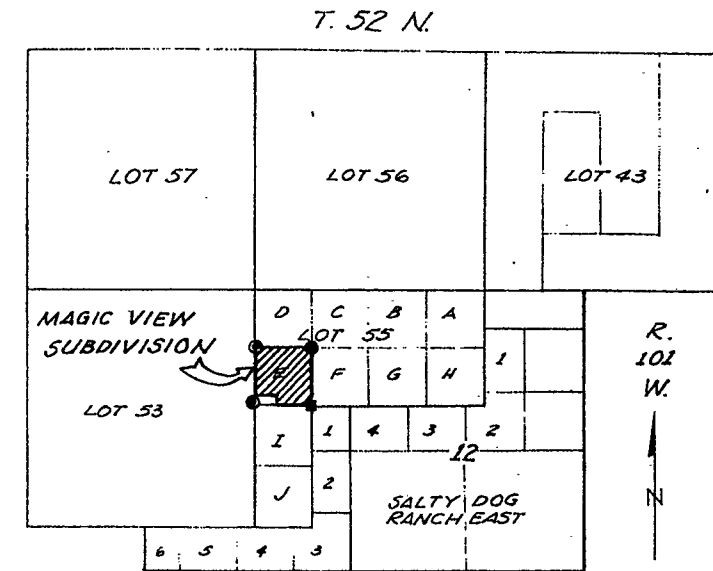 T. 52 N.
LOT 57
LOT 56
LOT 43
D
C
B
A
MAGIC VIEW
SUBDIVISION
LOT 55
E
F
G
H
1
R.
101
W.
LOT 53
I
1
4
3
2
12
J
2
SALTY DOG
RANCH EAST
N
6
5
4
3